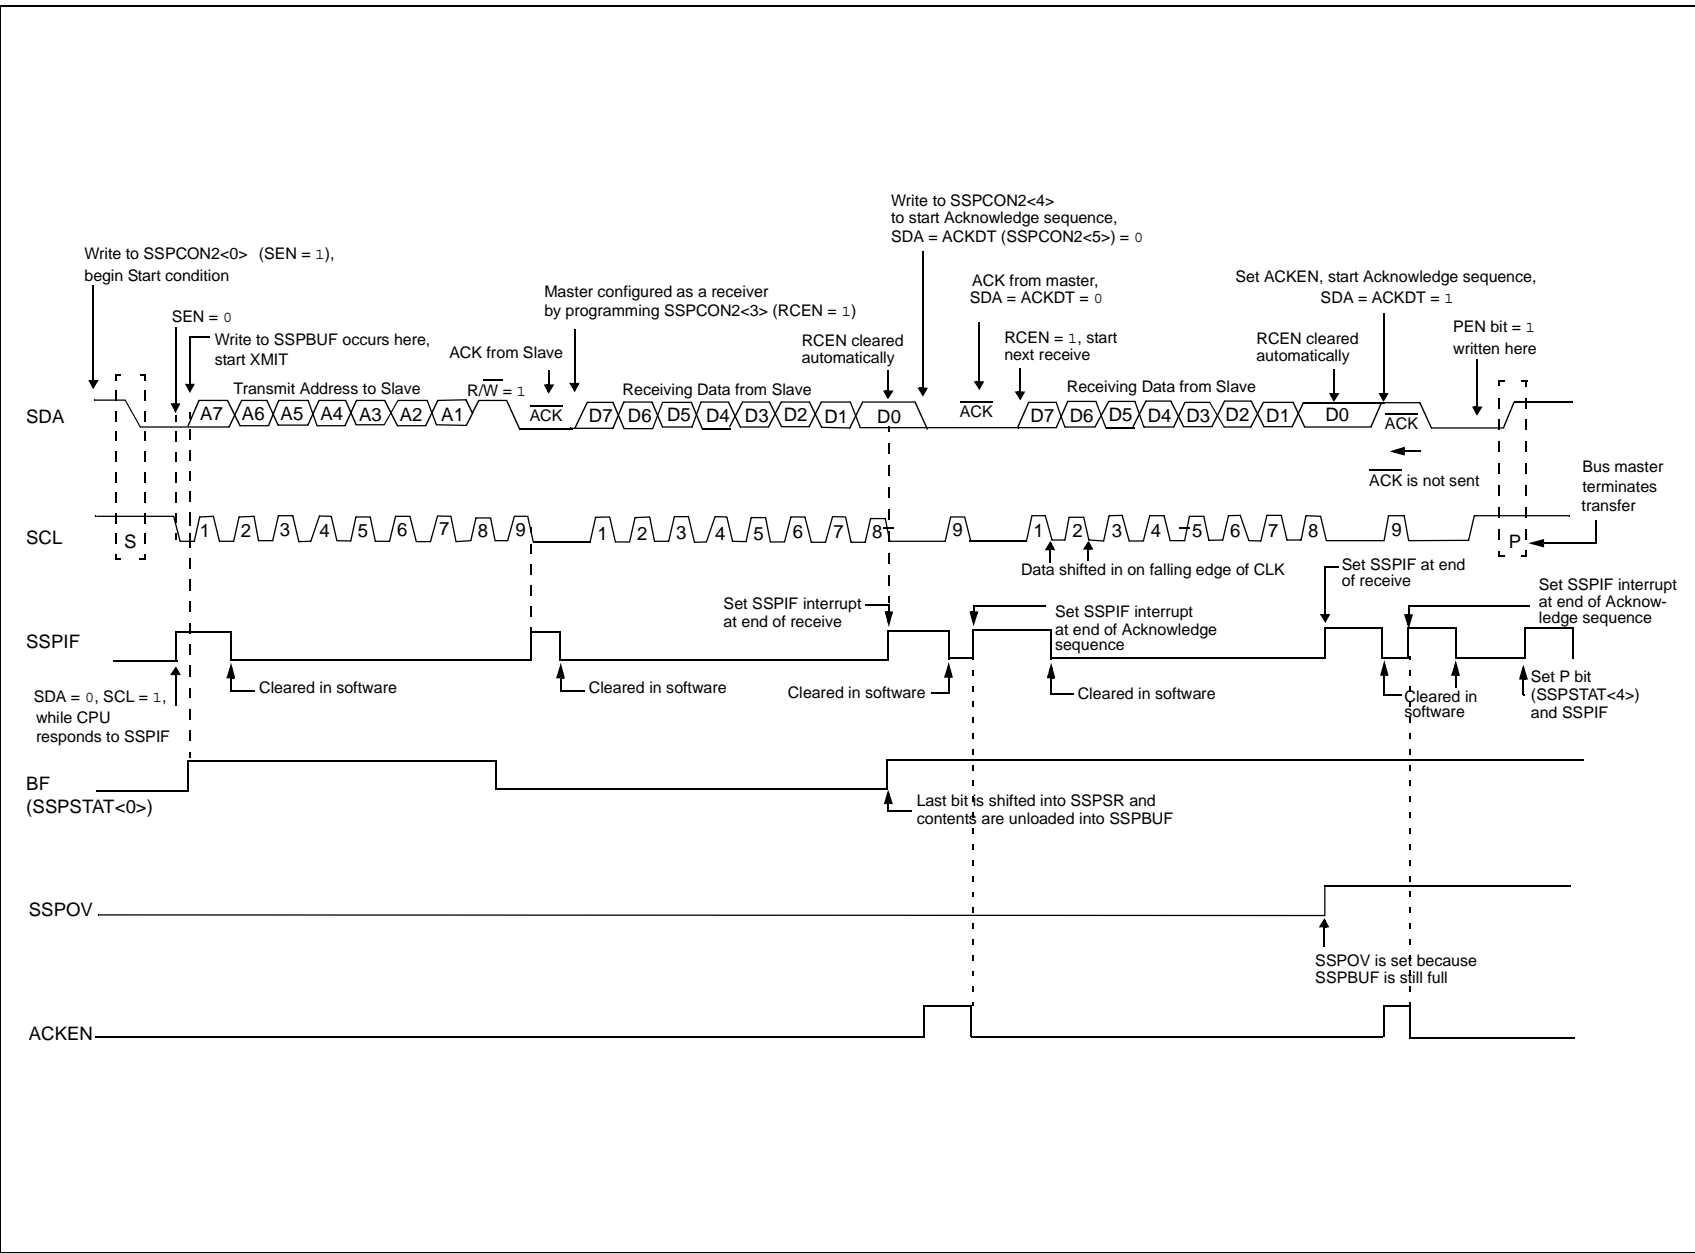 Write to SSPCON2<4>
to start Acknowledge sequence,
SDA = ACKDT (SSPCON2<5>) = 0
Write to SSPCON2<0> (SEN = 1),
begin Start condition
ACK from master,
SDA = ACKDT = 0
Set ACKEN, start Acknowledge sequence,
SDA = ACKDT = 1
Master configured as a receiver
by programming SSPCON2<3> (RCEN = 1)
SEN = 0
Write to SSPBUF occurs here,
start XMIT
ACK from Slave
RCEN cleared
automatically
RCEN = 1, start
next receive
RCEN cleared
automatically
PEN bit = 1
written here
Transmit Address to Slave
R/W = 1
Receiving Data from Slave
Receiving Data from Slave
SDA
A7 A6 A5 A4 A3 A2 A1 ACK D7 D6 D5 D4 D3 D2 D1 D0 ACK D7 D6 D5 D4 D3 D2 D1 D0 ACK
ACK is not sent
Bus master
terminates
transfer
SCL
S 1 2 3 4 5 6 7 8 9 1 2 3 4 5 6 7 8 9 1 2 3 4 5 6 7 8 9 P
Data shifted in on falling edge of CLK
Set SSPIF at end
of receive
Set SSPIF interrupt
at end of receive
Set SSPIF interrupt
at end of Acknowledge
sequence
Set SSPIF interrupt
at end of Acknow-
ledge sequence
SSPIF
SDA = 0, SCL = 1,
while CPU
responds to SSPIF
Cleared in software
Cleared in software
Cleared in software
Cleared in software
Cleared in
software
Set P bit
(SSPSTAT<4>)
and SSPIF
BF
(SSPSTAT<0>)
Last bit is shifted into SSPSR and
contents are unloaded into SSPBUF
SSPOV
SSPOV is set because
SSPBUF is still full
ACKEN